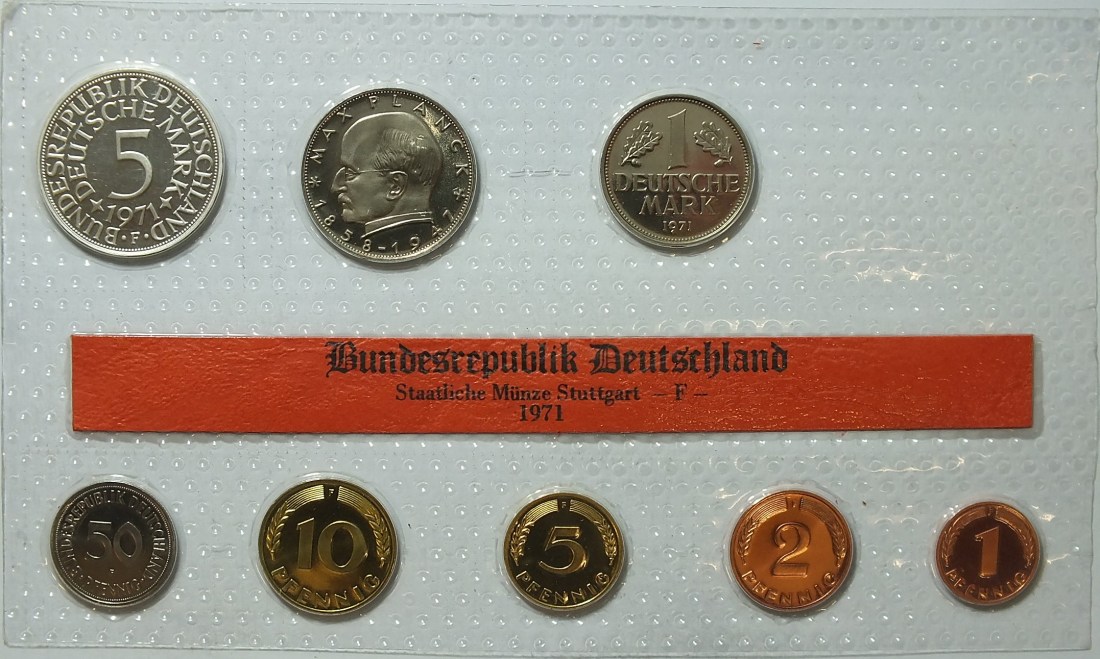 BUNDESREPUBLIK DEUTSCHLAND
DEUTSCHE MARK
5
1971
·F·
MAX PLANCK
1858-1947
1
DEUTSCHE
MARK
1971
Bundesrepublik Deutschland
Staatliche Münze Stuttgart – F –
1971
BUNDESREPUBLIK DEUTSCHLAND
50
F
PFENNIG
F
10
PFENNIG
F
5
PFENNIG
F
2
PFENNIG
F
1
PFENNIG